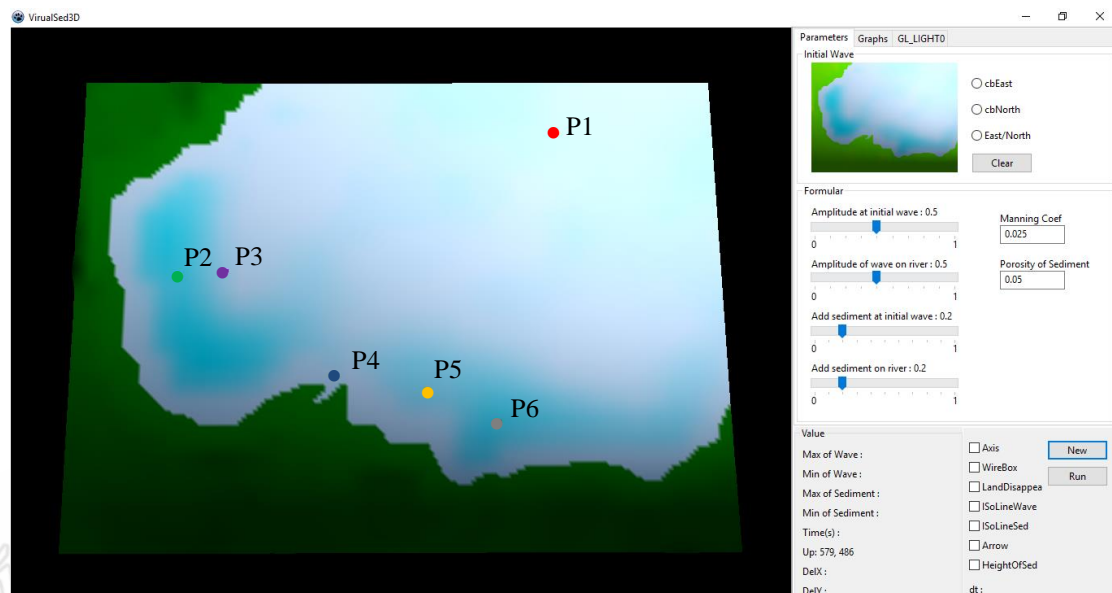 VirualSed3D
P1
P2
P3
P4
P5
P6
Parameters Graphs GL_LIGHT0
Initial Wave
cbEast
cbNorth
East/North
Clear
Formular
Amplitude at initial wave : 0.5
0 1
Amplitude of wave on river : 0.5
0 1
Add sediment at initial wave : 0.2
0 1
Add sediment on river : 0.2
0 1
Manning Coef
0.025
Porosity of Sediment
0.05
Value
Max of Wave :
Min of Wave :
Max of Sediment :
Min of Sediment :
Time(s) :
Up: 579, 486
DelX :
DelY :
Axis
WireBox
LandDisappea
ISoLineWave
ISoLineSed
Arrow
HeightOfSed
dt :
New
Run